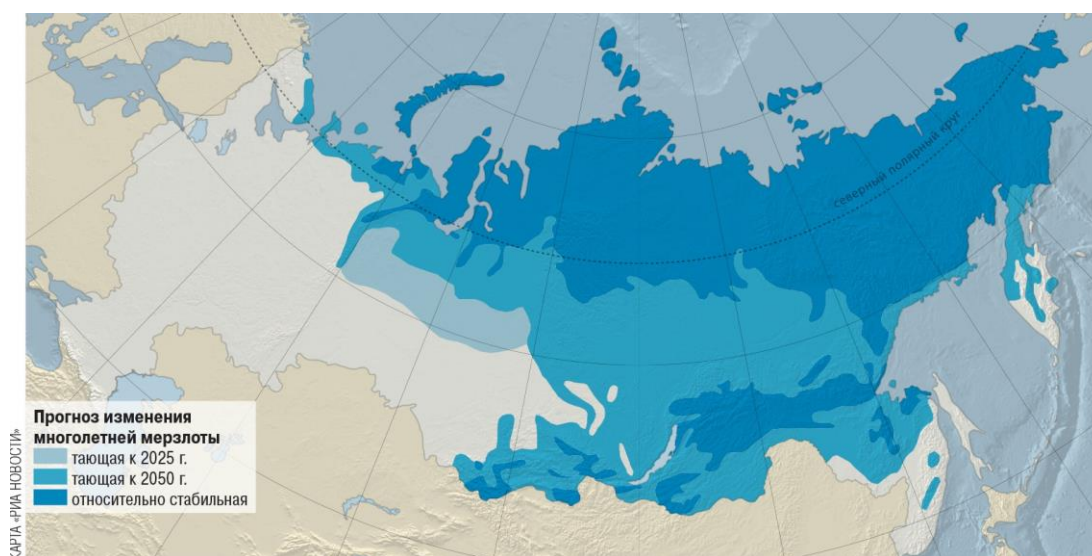 северный полярный круг
Прогноз изменения
многолетней мерзлоты
тающая к 2025 г.
тающая к 2050 г.
относительно стабильная
КАРТА «РИА НОВОСТИ»